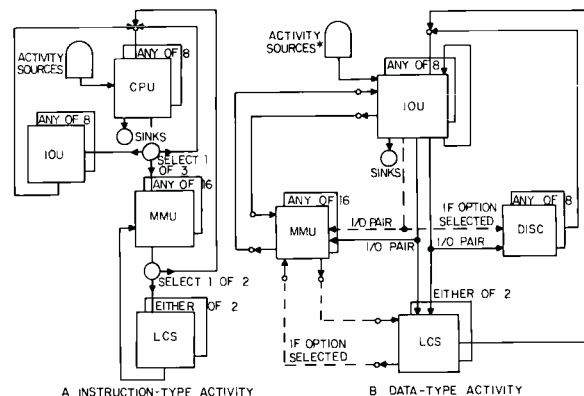 ACTIVITY
SOURCES
ANY OF 8
CPU
SINKS
ANY OF 8
IOU
SELECT 1
OF 3
ANY OF 16
MMU
SELECT 1 OF 2
EITHER OF 2
LCS
A INSTRUCTION-TYPE ACTIVITY
ACTIVITY
SOURCES*
ANY OF 8
IOU
SINKS
ANY OF 16
MMU
I/O PAIR
I/O PAIR
IF OPTION
SELECTED
I/O PAIR
ANY OF 8
DISC
EITHER OF 2
LCS
IF OPTION
SELECTED
B DATA-TYPE ACTIVITY